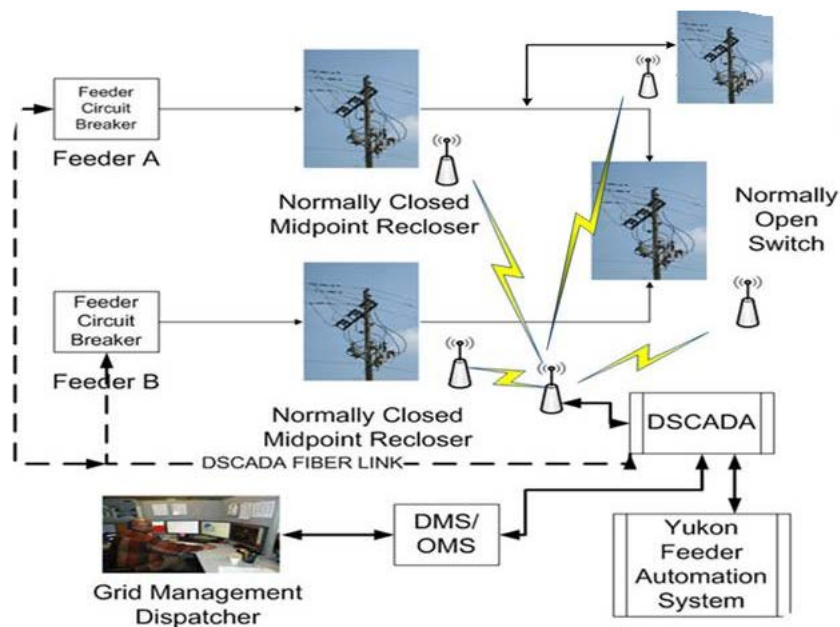 Feeder
Circuit
Breaker
Feeder A
Normally Closed
Midpoint Recloser
Normally
Open
Switch
Feeder
Circuit
Breaker
Feeder B
Normally Closed
Midpoint Recloser
DSCADA
DSCADA FIBER LINK
DMS/
OMS
Yukon
Feeder
Automation
System
Grid Management
Dispatcher